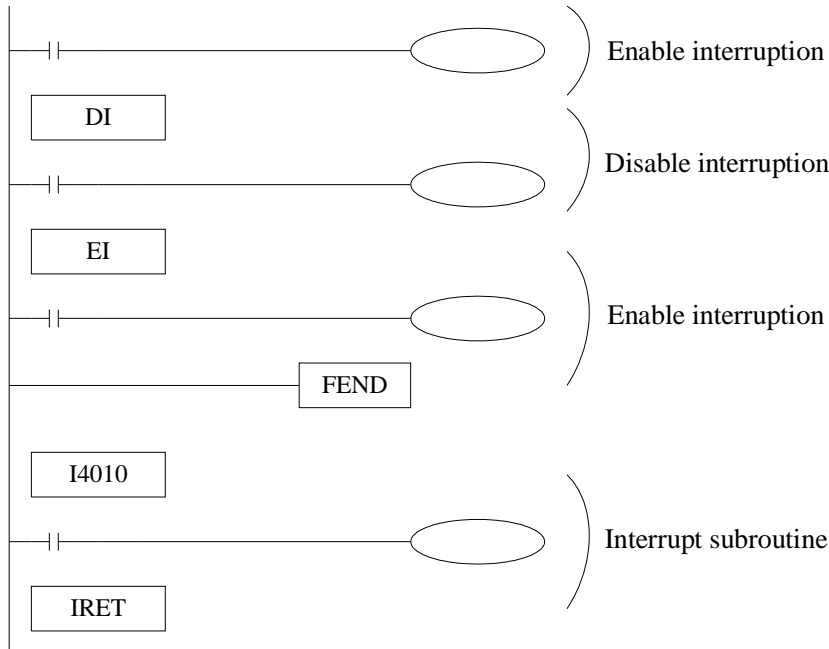 Enable interruption
DI
Disable interruption
EI
Enable interruption
FEND
I4010
Interrupt subroutine
IRET